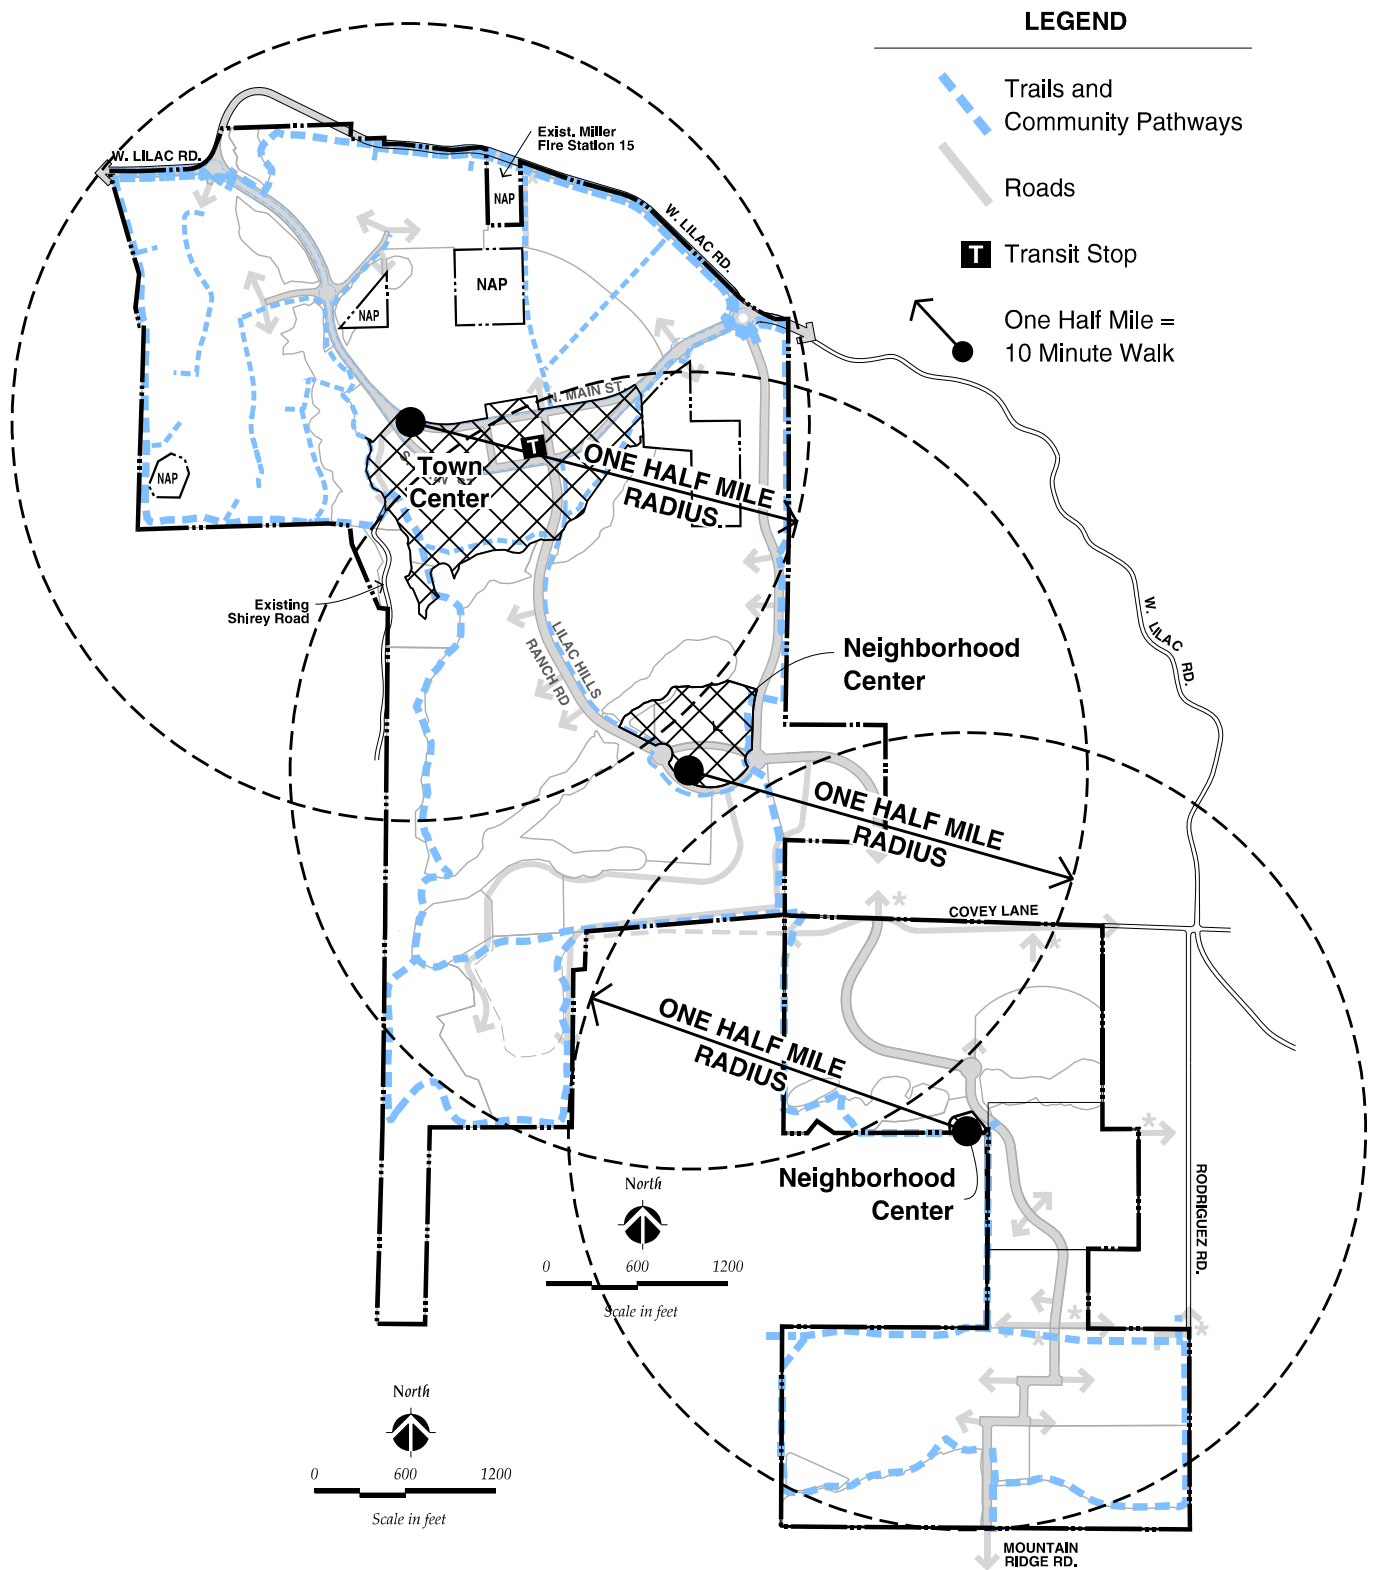 LEGEND
Trails and
Community Pathways
Roads
T Transit Stop
One Half Mile =
10 Minute Walk
Exist. Miller
Fire Station 15
W. LILAC RD.
NAP
W. LILAC RD.
NAP
NAP
N. MAIN ST.
T
Town
Center
ONE HALF MILE
RADIUS
NAP
Existing
Shirey Road
LILAC HILLS
RANCH RD
Neighborhood
Center
W. LILAC RD.
ONE HALF MILE
RADIUS
COVEY LANE
ONE HALF MILE
RADIUS
Neighborhood
Center
RODRIGUEZ RD.
North
0 600 1200
Scale in feet
North
0 600 1200
Scale in feet
MOUNTAIN
RIDGE RD.